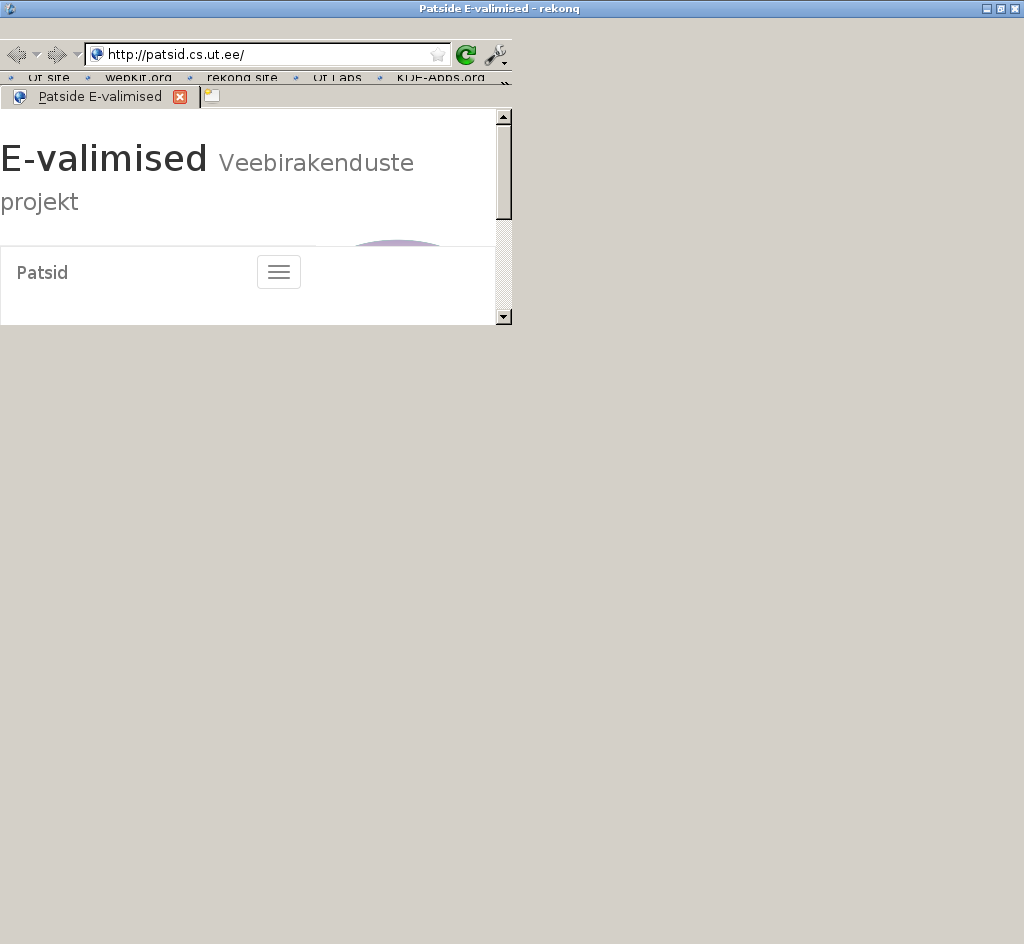 Patside E-valimised – rekonq
http://patsid.cs.ut.ee/
Qt site webkit.org rekonq site Qt Labs KDE-Apps.org »
Patside E-valimised
E-valimised Veebirakenduste
projekt
Patsid